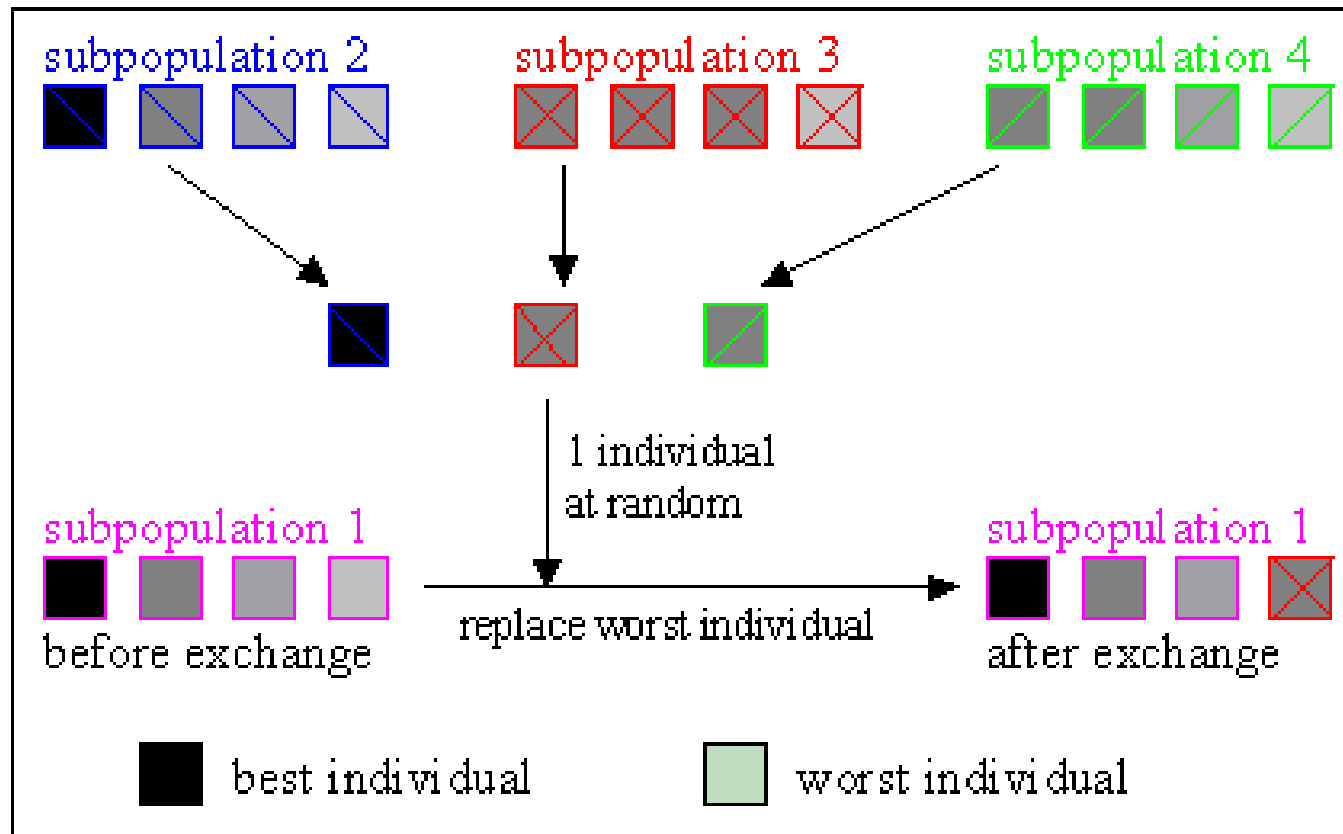 subpopulation 2
subpopulation 3
subpopulation 4
1 individual
at random
subpopulation 1
subpopulation 1
replace worst individual
before exchange
after exchange
best individual
worst individual